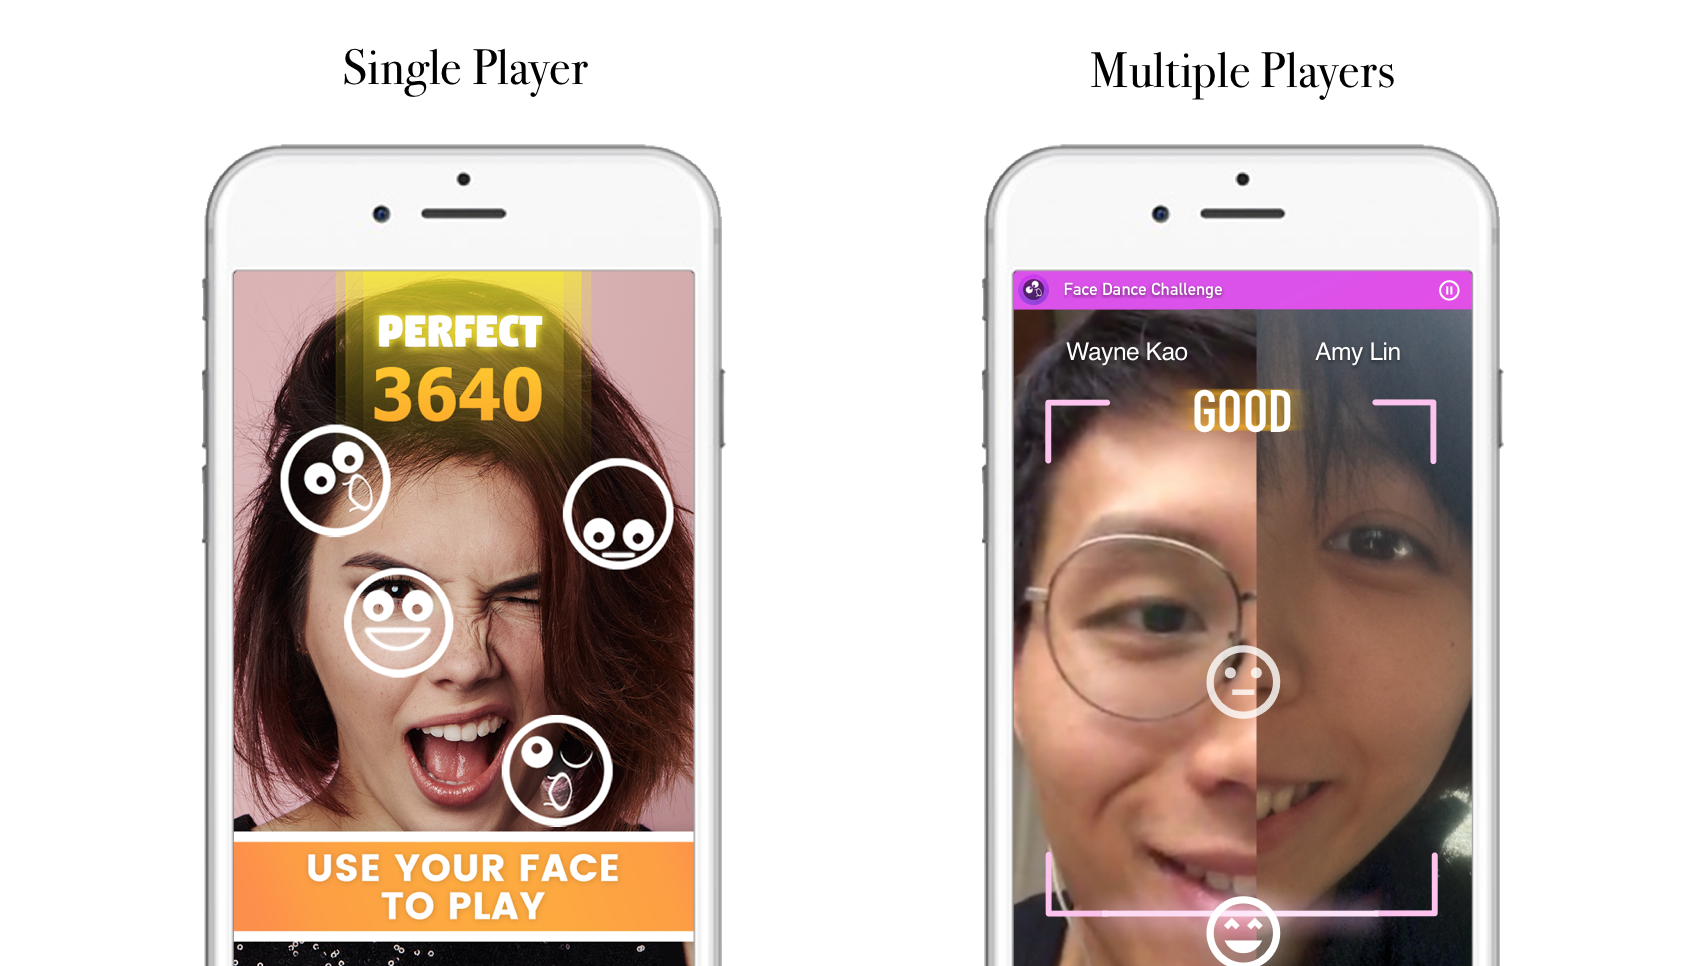 Single Player
Multiple Players
PERFECT
3640
USE YOUR FACE
TO PLAY
Face Dance Challenge
Wayne Kao
Amy Lin
GOOD